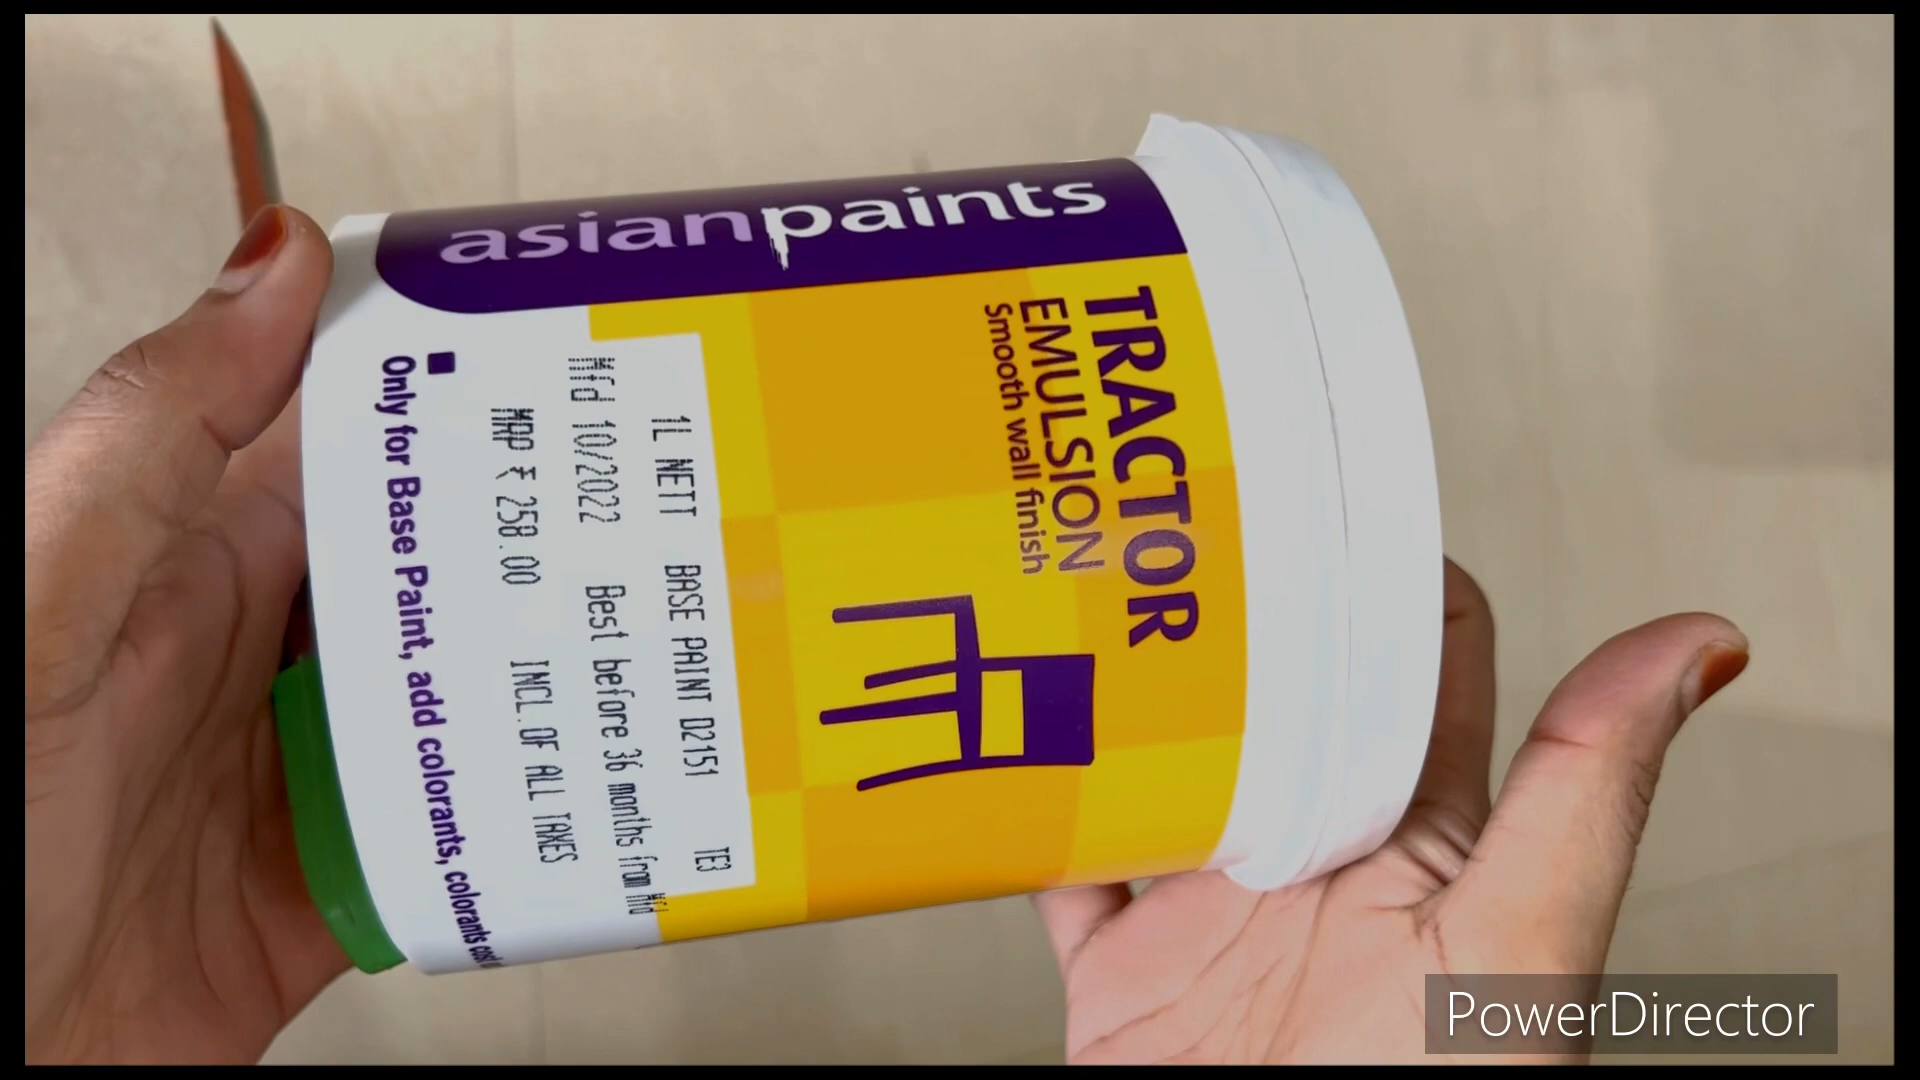 asianpaints
TRACTOR
EMULSION
Smooth wall finish
1L NETT BASE PAINT D2151 TE3
Mfd 10/2022 Best before 36 months from Mfd
MRP ₹ 258.00 INCL.OF ALL TAXES
Only for Base Paint, add colorants, colorants cost
PowerDirector